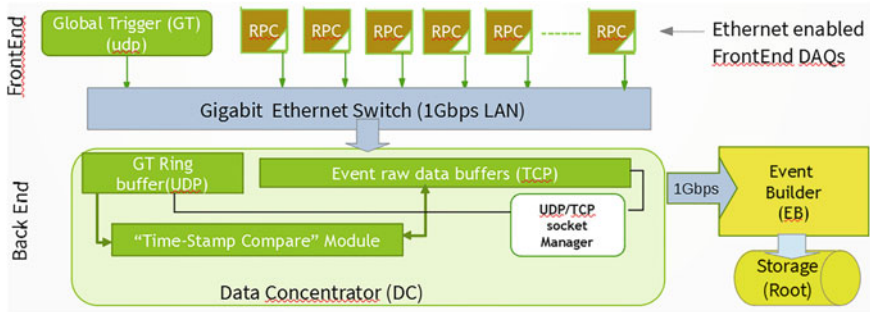 FrontEnd
Global Trigger (GT)
(udp)
RPC
RPC
RPC
RPC
RPC
RPC
Ethernet enabled
FrontEnd DAQs
Gigabit Ethernet Switch (1Gbps LAN)
Back End
GT Ring
buffer(UDP)
Event raw data buffers (TCP)
UDP/TCP
socket
Manager
“Time-Stamp Compare” Module
Data Concentrator (DC)
1Gbps
Event
Builder
(EB)
Storage
(Root)